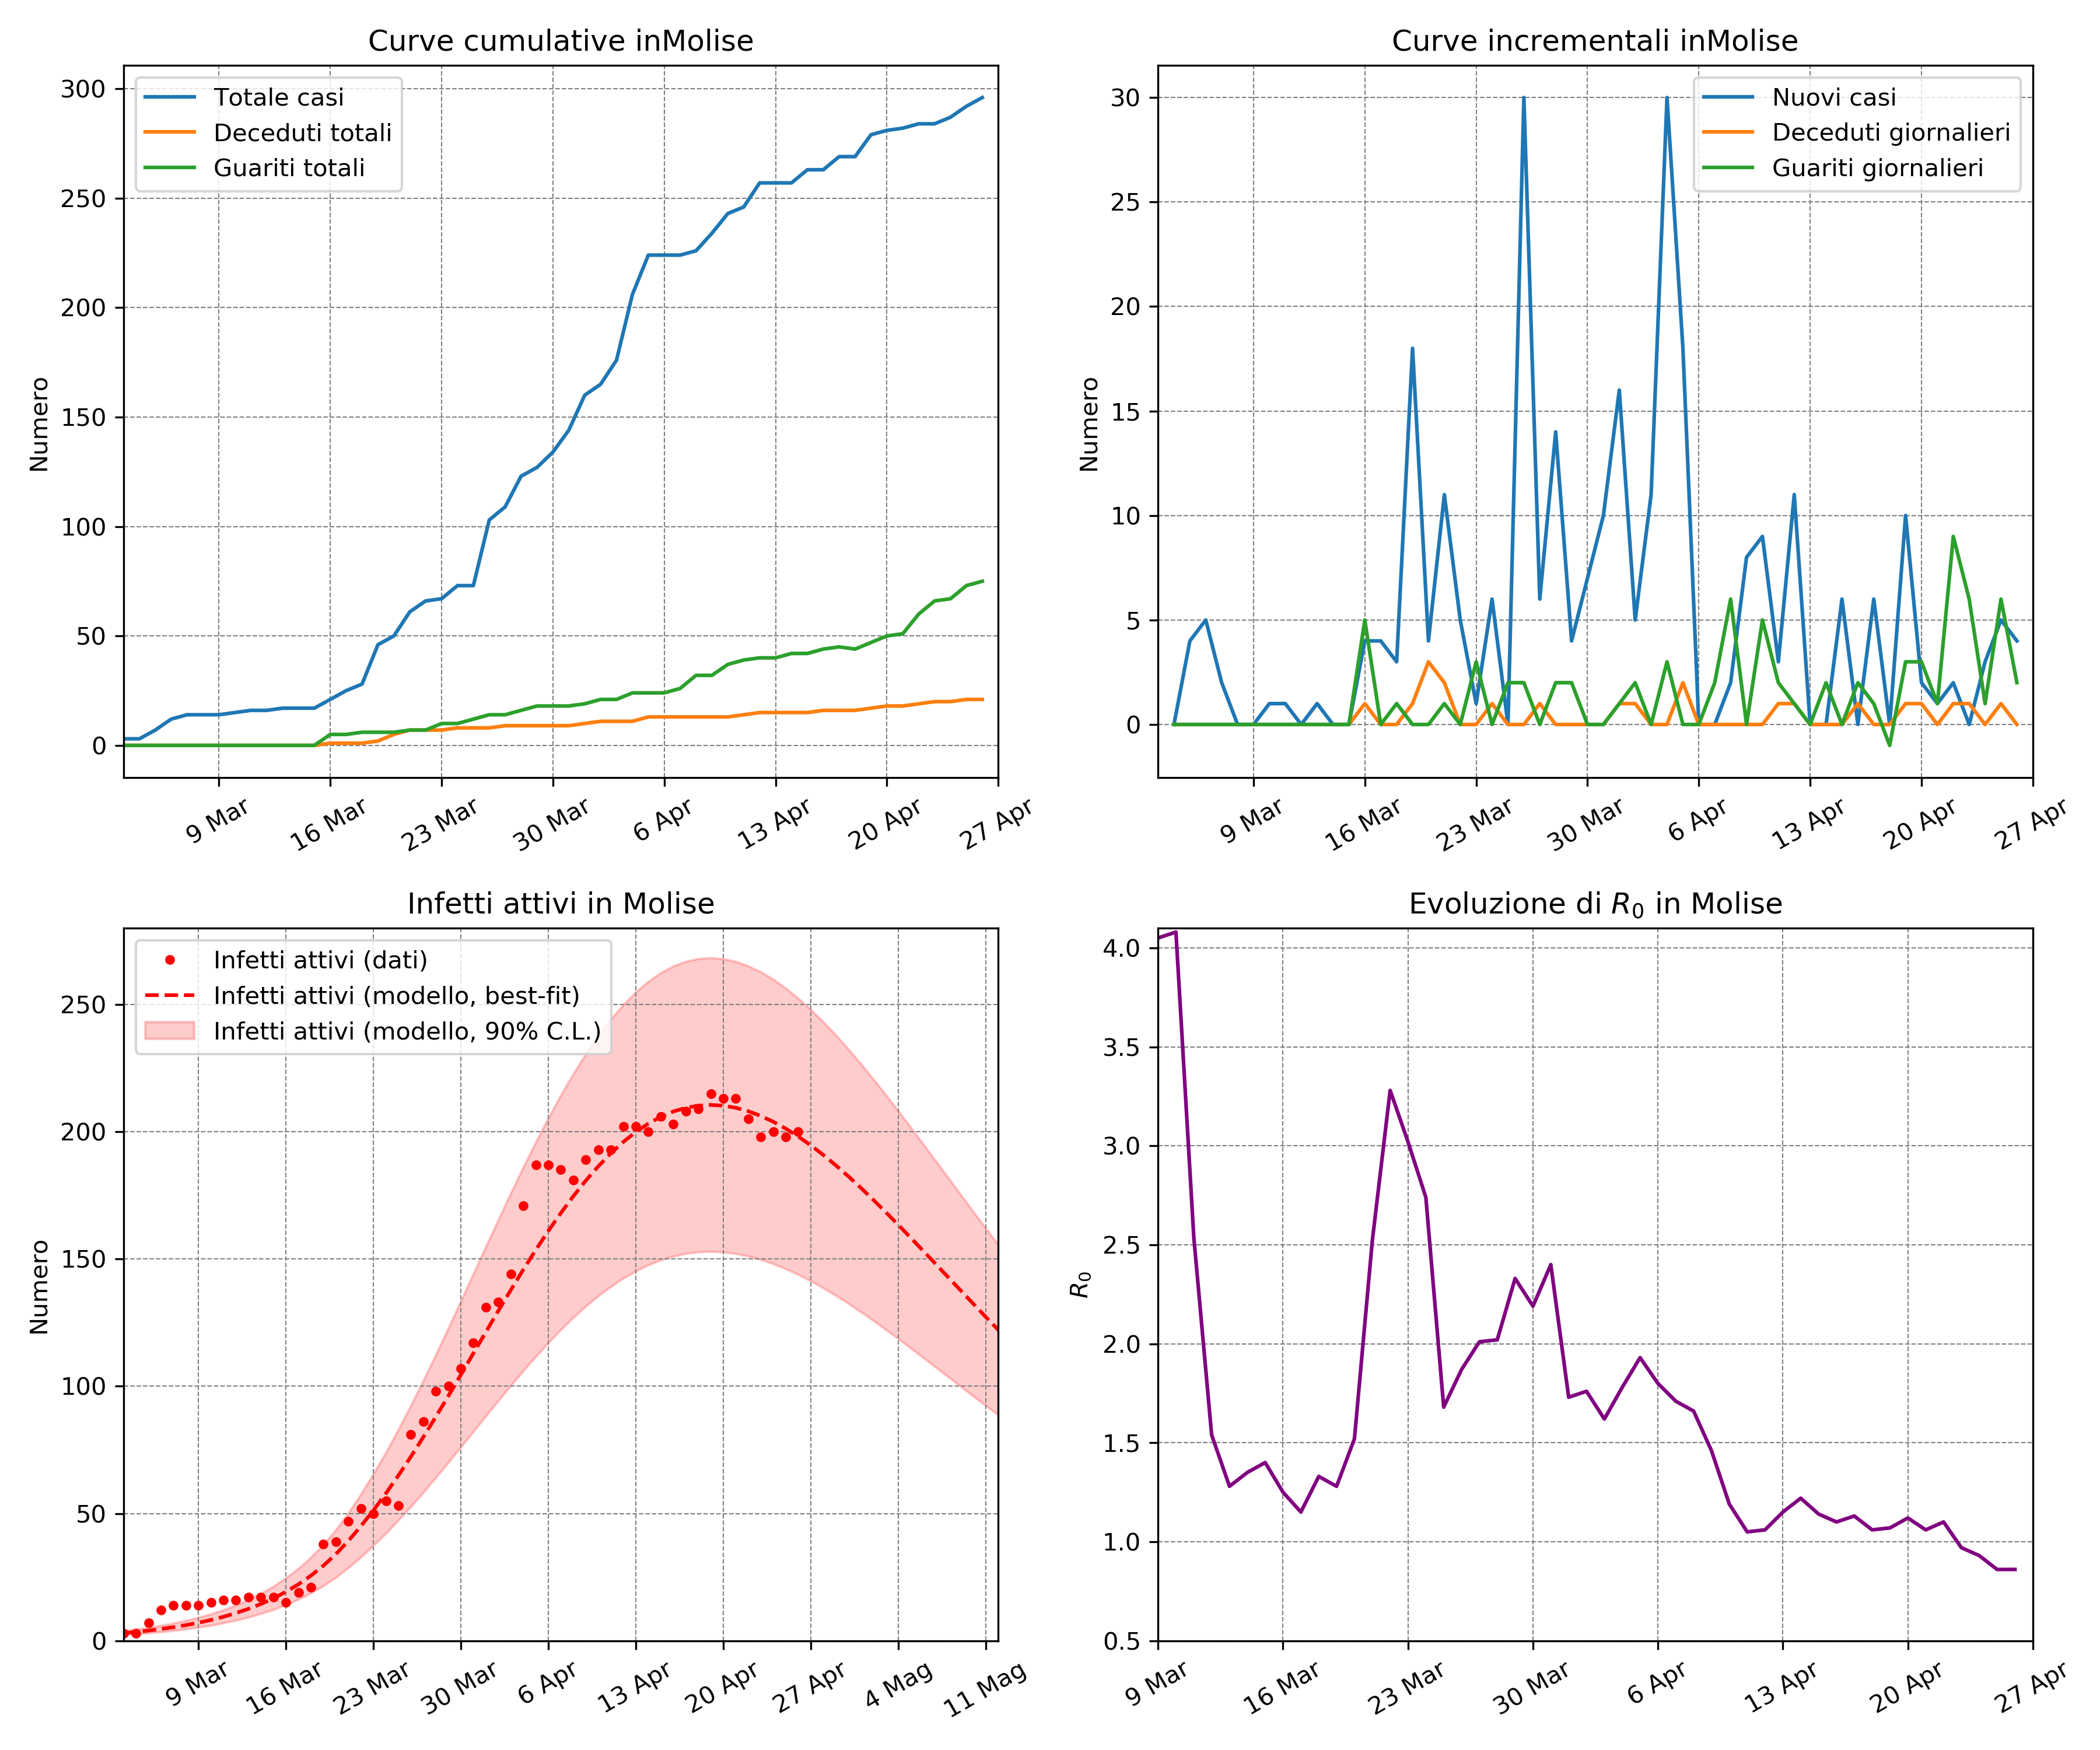 Curve cumulative inMolise
Numero
300
250
200
150
100
50
0
Totale casi
Deceduti totali
Guariti totali
9 Mar
16 Mar
23 Mar
30 Mar
6 Apr
13 Apr
20 Apr
27 Apr
Curve incrementali inMolise
Numero
30
25
20
15
10
5
0
Nuovi casi
Deceduti giornalieri
Guariti giornalieri
9 Mar
16 Mar
23 Mar
30 Mar
6 Apr
13 Apr
20 Apr
27 Apr
Infetti attivi in Molise
Numero
250
200
150
100
50
0
Infetti attivi (dati)
Infetti attivi (modello, best-fit)
Infetti attivi (modello, 90% C.L.)
9 Mar
16 Mar
23 Mar
30 Mar
6 Apr
13 Apr
20 Apr
27 Apr
4 Mag
11 Mag
Evoluzione di R₀ in Molise
R₀
4.0
3.5
3.0
2.5
2.0
1.5
1.0
0.5
9 Mar
16 Mar
23 Mar
30 Mar
6 Apr
13 Apr
20 Apr
27 Apr